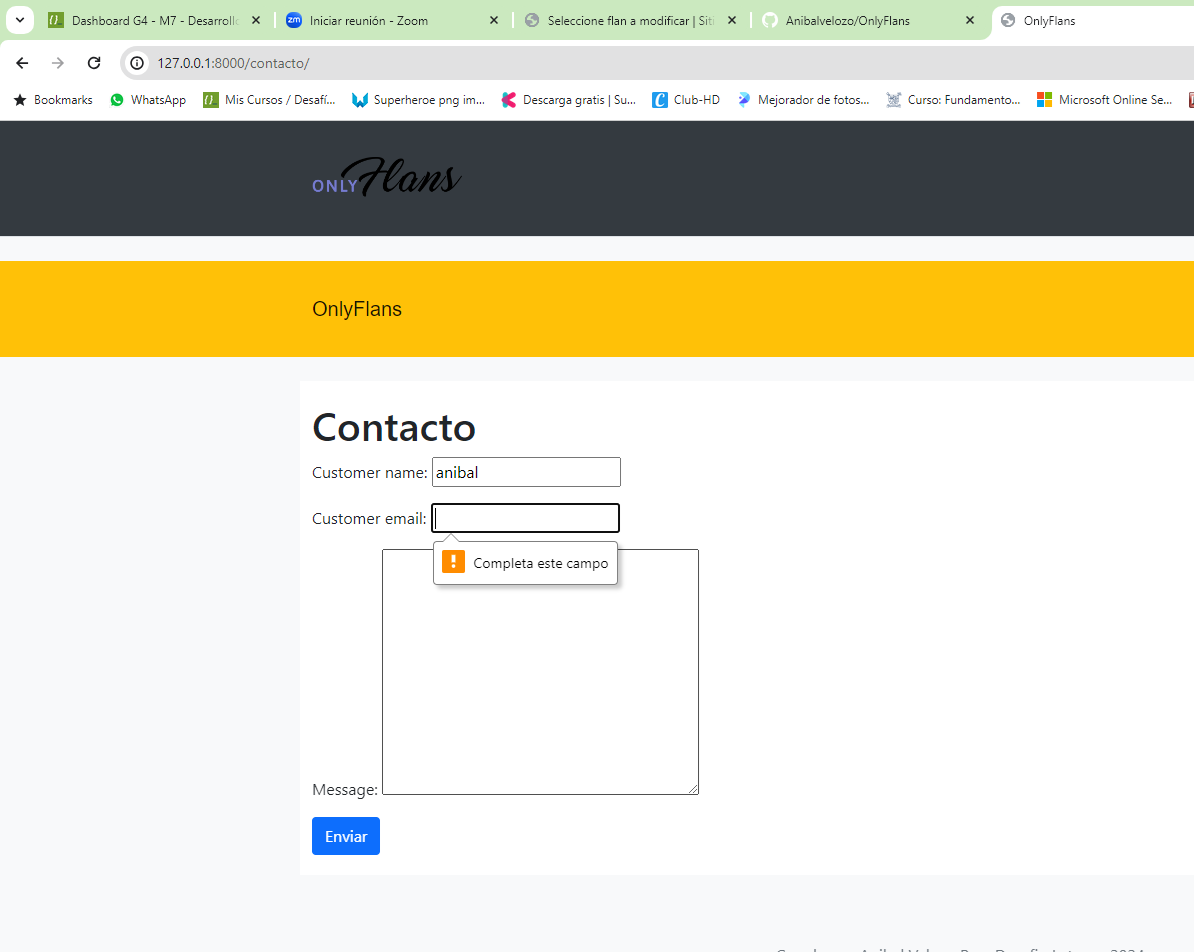 Dashboard G4 - M7 - Desarroll
Iniciar reunión - Zoom
Seleccione flan a modificar | Siti
Anibalvelozo/OnlyFlans
OnlyFlans
127.0.0.1:8000/contacto/
Bookmarks
WhatsApp
Mis Cursos / Desafí...
Superheroe png im...
Descarga gratis | Su...
Club-HD
Mejorador de fotos...
Curso: Fundamento...
Microsoft Online Se...
ONLY Flans
OnlyFlans
Contacto
Customer name: anibal
Customer email:
Completa este campo
Message:
Enviar